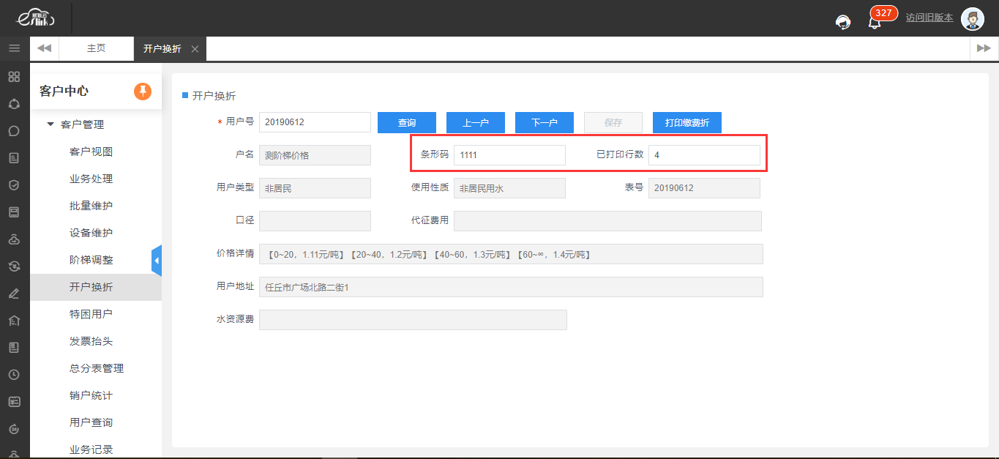 易联云
eslink
327
访问旧版本
主页
开户换折
客户中心
客户管理
客户视图
业务处理
批量维护
设备维护
阶梯调整
开户换折
特困用户
发票抬头
总分表管理
销户统计
用户查询
业务记录
开户换折
* 用户号 20190612 查询 上一户 下一户 保存 打印缴费折
户名 测阶梯价格 条形码 1111 已打印行数 4
用户类型 非居民 使用性质 非居民用水 表号 20190612
口径 代征费用
价格详情 【0~20，1.11元/吨】【20~40，1.2元/吨】【40~60，1.3元/吨】【60~∞，1.4元/吨】
用户地址 任丘市广场北路二街1
水资源费